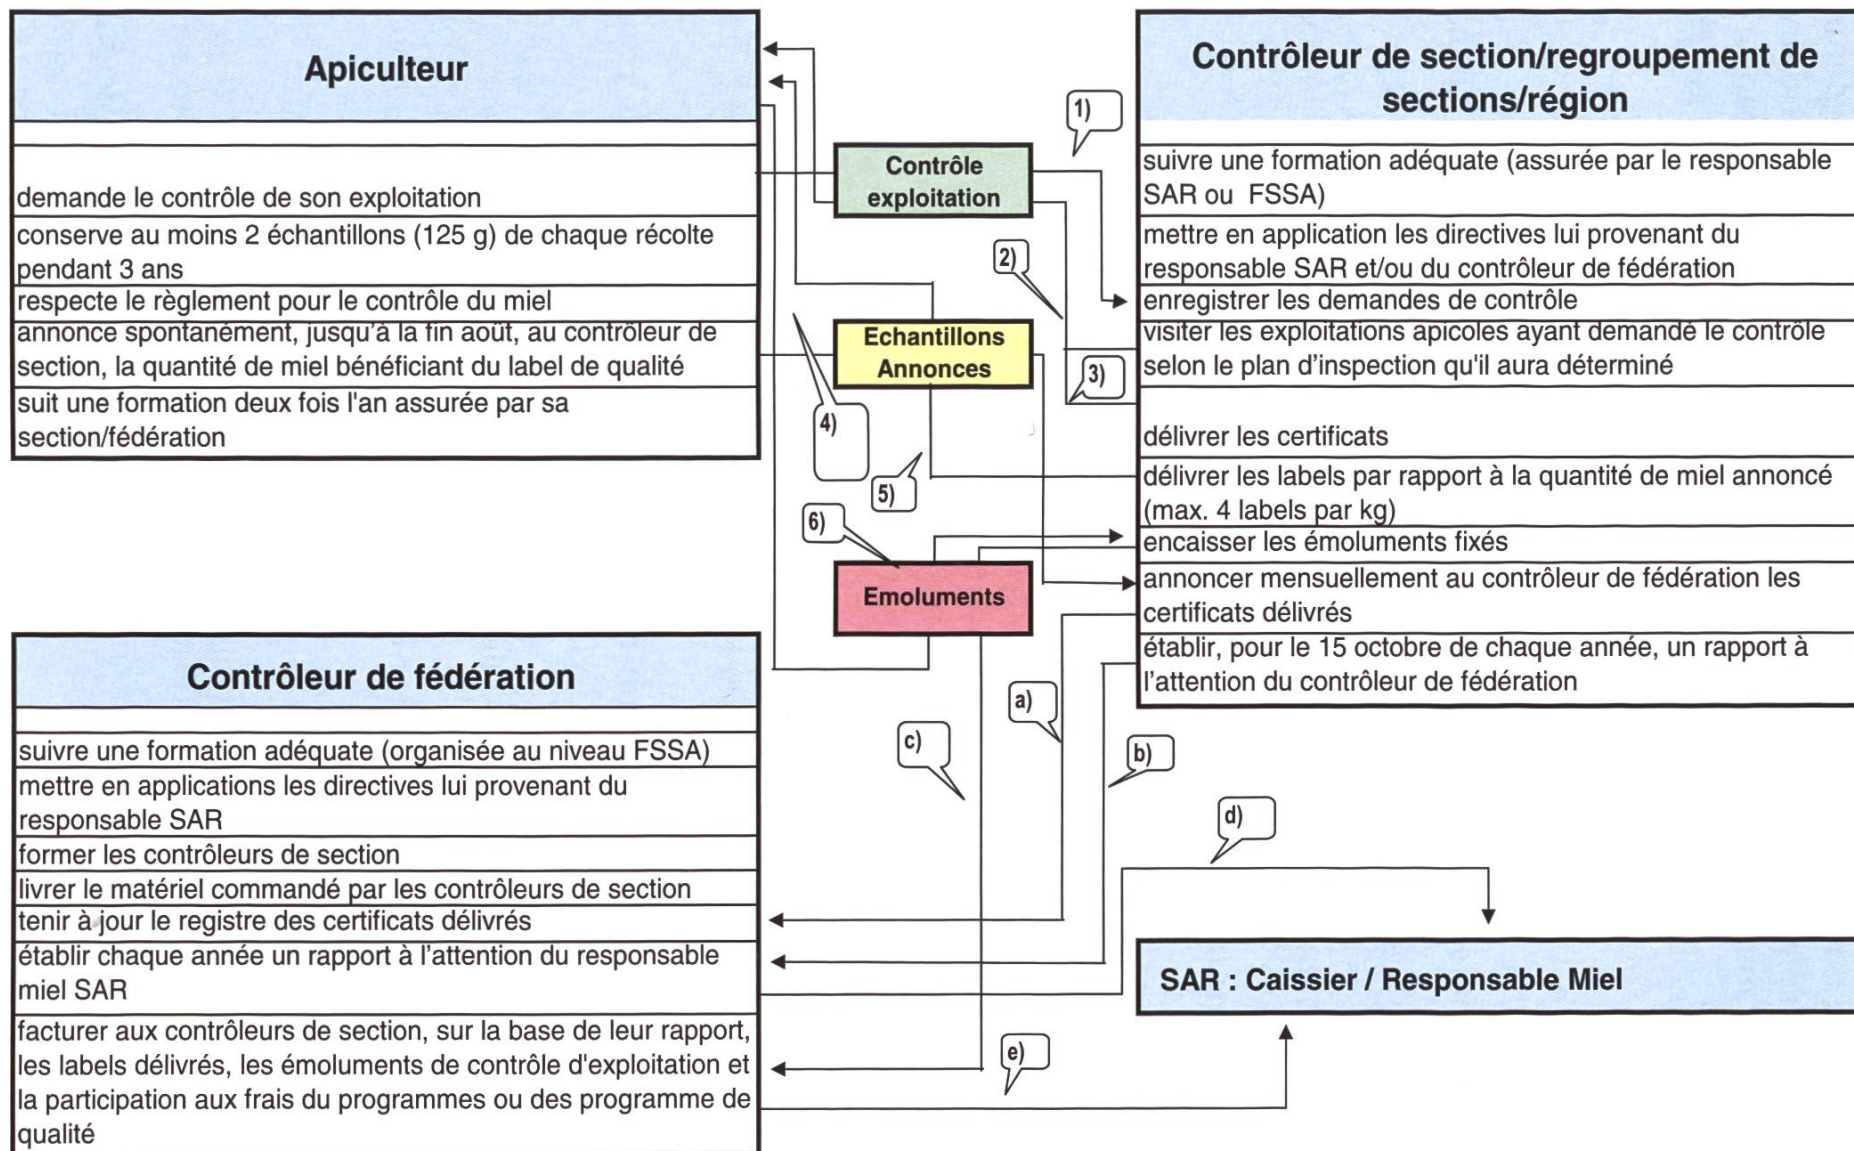 Apiculteur
demande le contrôle de son exploitation
conserve au moins 2 échantillons (125 g) de chaque récolte
pendant 3 ans
respecte le règlement pour le contrôle du miel
annonce spontanément, jusqu'à la fin août, au contrôleur de
section, la quantité de miel bénéficiant du label de qualité
suit une formation deux fois l'an assurée par sa
section/fédération
Contrôle
exploitation
Echantillons
Annonces
Emoluments
1)
2)
3)
4)
5)
6)
a)
b)
c)
d)
e)
Contrôleur de section/regroupement de
sections/région
suivre une formation adéquate (assurée par le responsable
SAR ou FSSA)
mettre en application les directives lui provenant du
responsable SAR et/ou du contrôleur de fédération
enregistrer les demandes de contrôle
visiter les exploitations apicoles ayant demandé le contrôle
selon le plan d'inspection qu'il aura déterminé
délivrer les certificats
délivrer les labels par rapport à la quantité de miel annoncé
(max. 4 labels par kg)
encaisser les émoluments fixés
annoncer mensuellement au contrôleur de fédération les
certificats délivrés
établir, pour le 15 octobre de chaque année, un rapport à
l'attention du contrôleur de fédération
Contrôleur de fédération
suivre une formation adéquate (organisée au niveau FSSA)
mettre en applications les directives lui provenant du
responsable SAR
former les contrôleurs de section
livrer le matériel commandé par les contrôleurs de section
tenir à jour le registre des certificats délivrés
établir chaque année un rapport à l'attention du responsable
miel SAR
facturer aux contrôleurs de section, sur la base de leur rapport,
les labels délivrés, les émoluments de contrôle d'exploitation et
la participation aux frais du programmes ou des programme de
qualité
SAR : Caissier / Responsable Miel